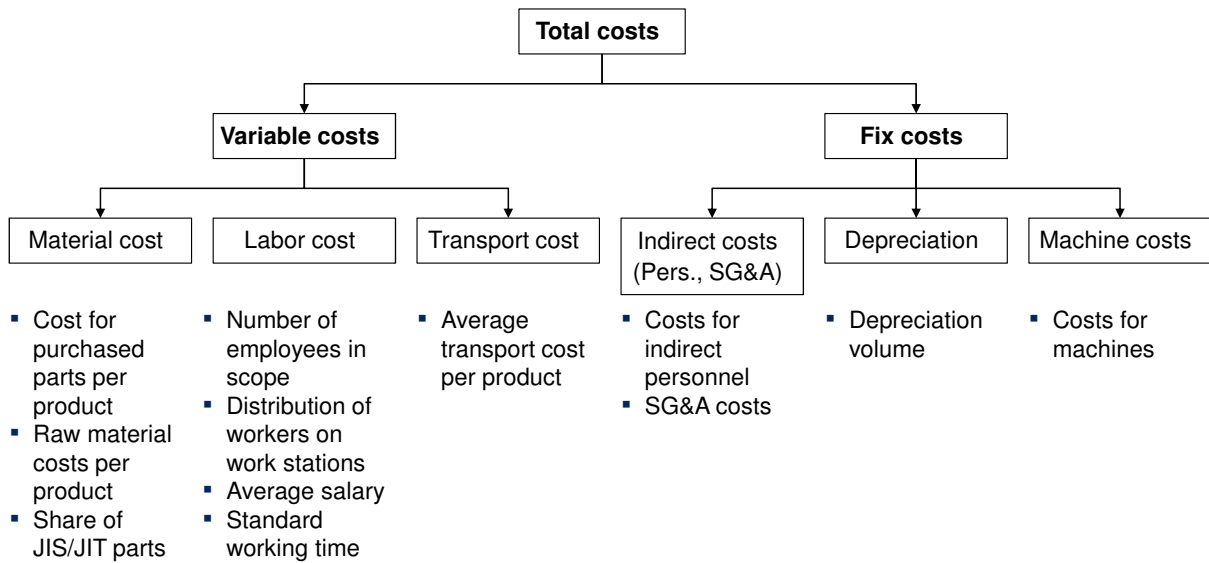 Total costs
Variable costs
Fix costs
Material cost
Labor cost
Transport cost
Indirect costs
(Pers., SG&A)
Depreciation
Machine costs
▪ Cost for
purchased
parts per
product
▪ Raw material
costs per
product
▪ Share of
JIS/JIT parts
▪ Number of
employees in
scope
▪ Distribution of
workers on
work stations
▪ Average salary
▪ Standard
working time
▪ Average
transport cost
per product
▪ Costs for
indirect
personnel
▪ SG&A costs
▪ Depreciation
volume
▪ Costs for
machines